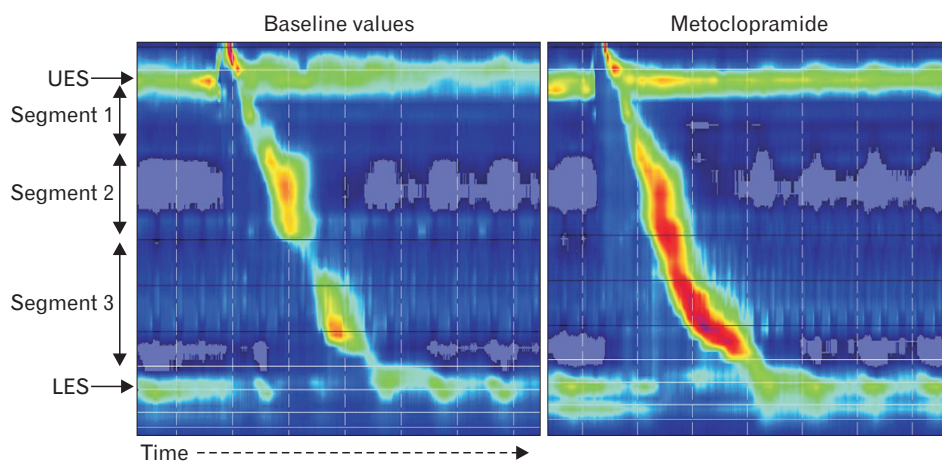 Baseline values
Metoclopramide
UES
Segment 1
Segment 2
Segment 3
LES
Time